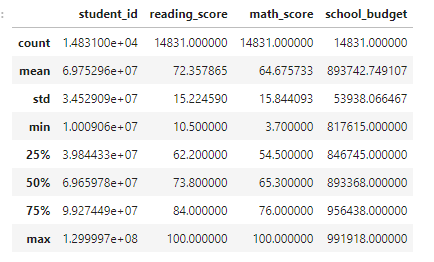 student_id reading_score math_score school_budget
count 1.483100e+04 14831.000000 14831.000000 14831.000000
mean 6.975296e+07 72.357865 64.675733 893742.749107
std 3.452909e+07 15.224590 15.844093 53938.066467
min 1.000906e+07 10.500000 3.700000 817615.000000
25% 3.984433e+07 62.200000 54.500000 846745.000000
50% 6.965978e+07 73.800000 65.300000 893368.000000
75% 9.927449e+07 84.000000 76.000000 956438.000000
max 1.299997e+08 100.000000 100.000000 991918.000000